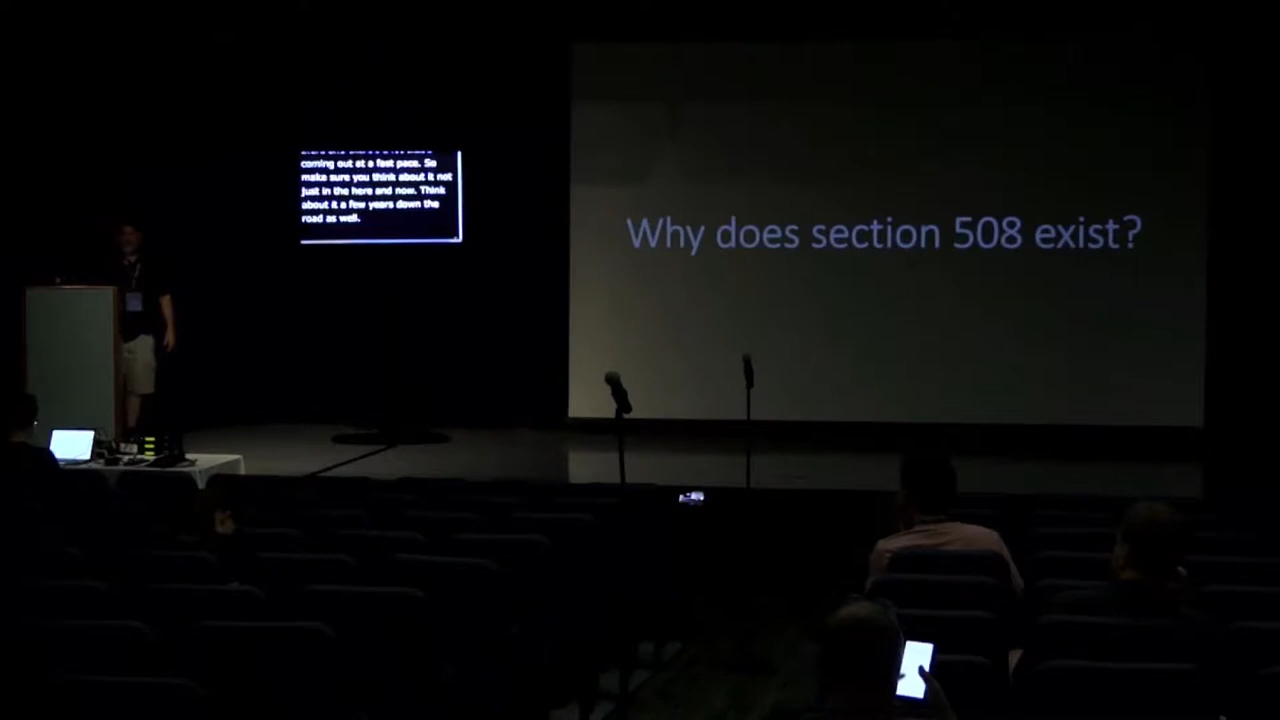 coming out at a fast pace. So
make sure you think about it not
just in the here and now. Think
about it a few years down the
road as well.
Why does section 508 exist?